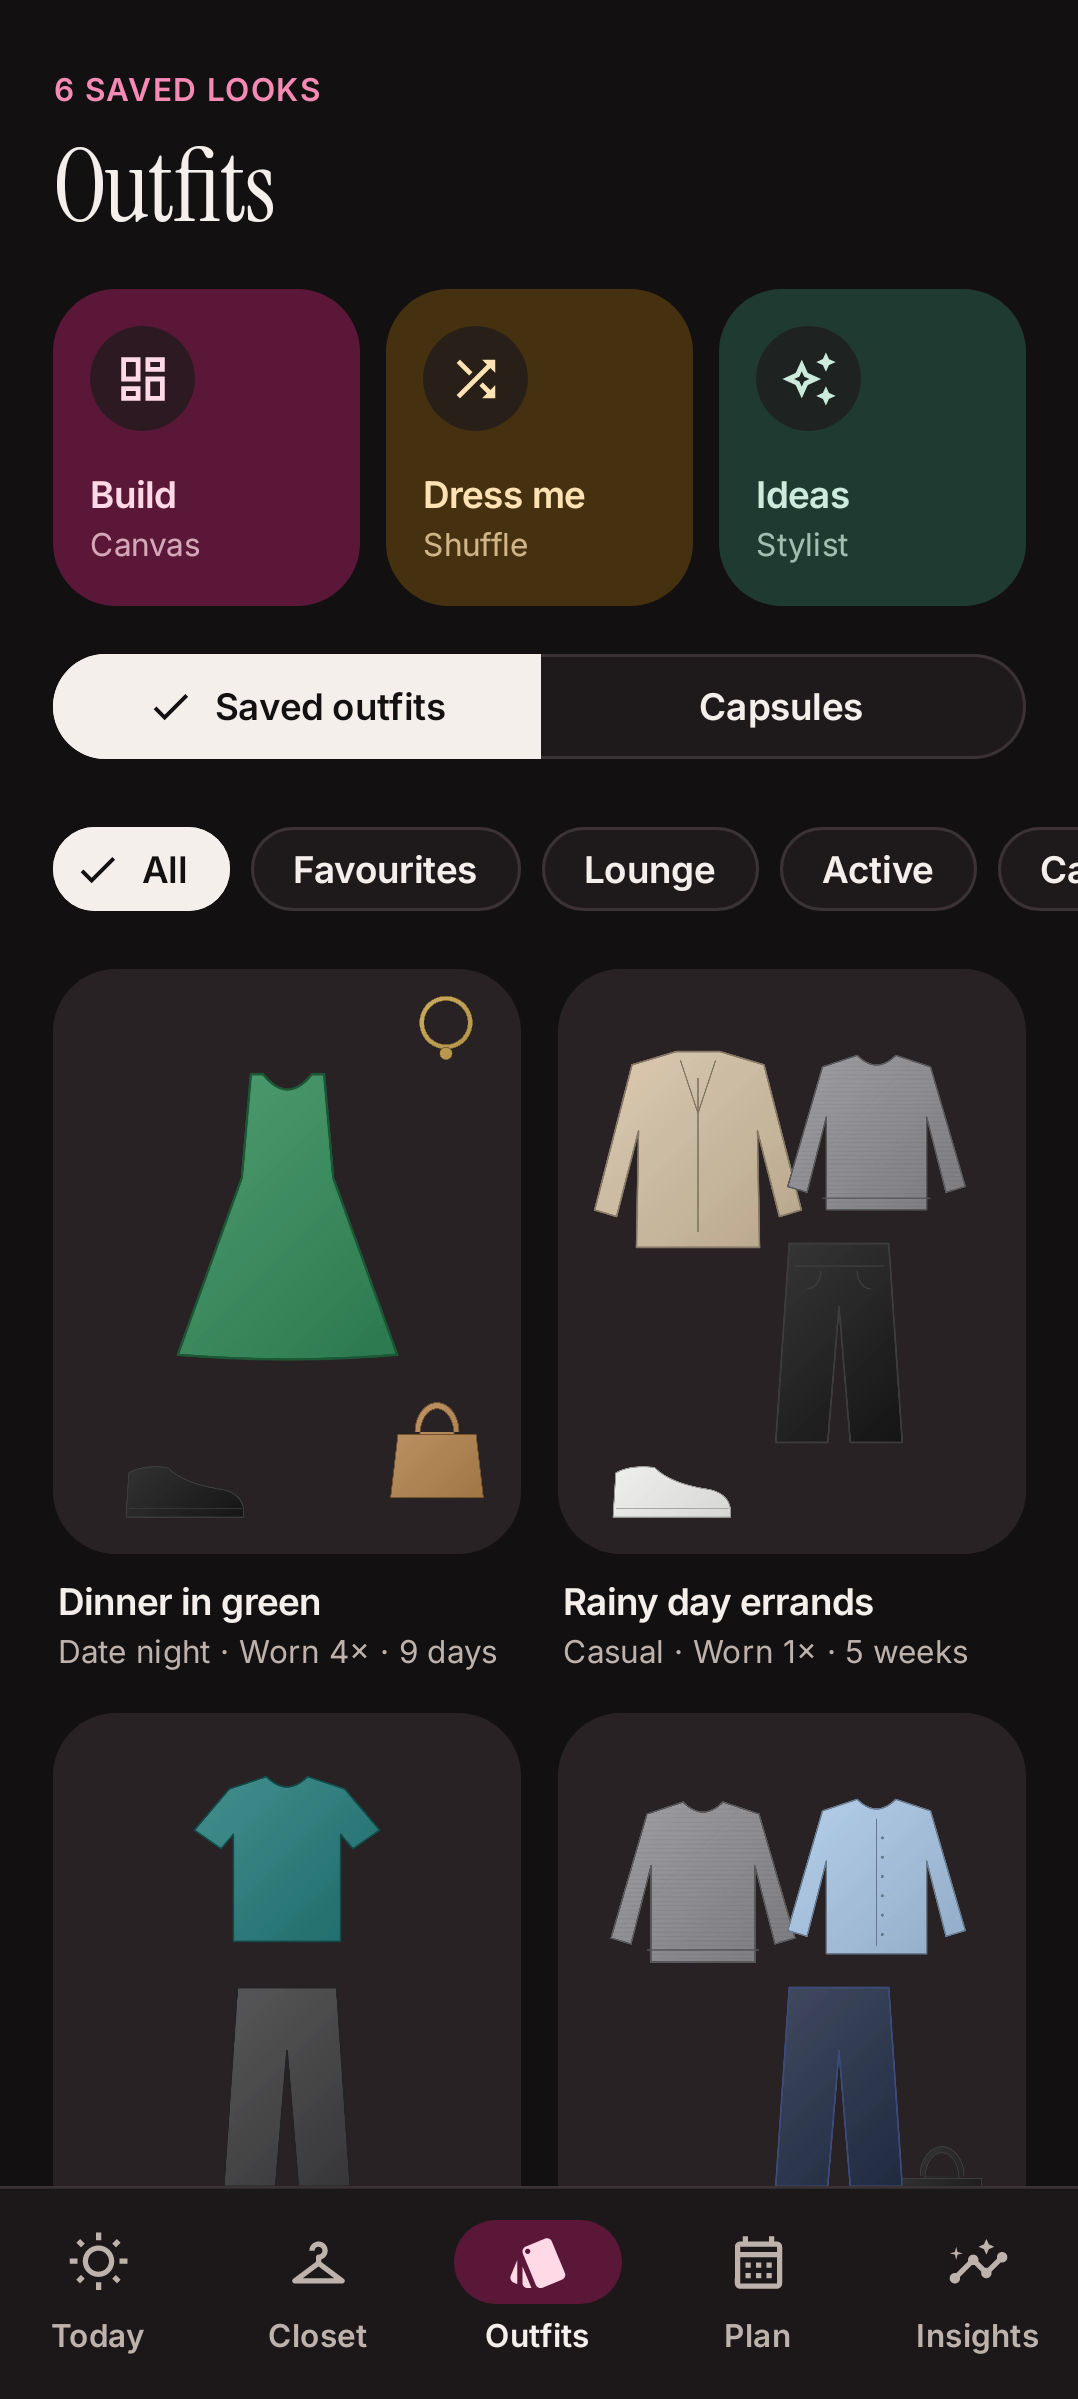 6 SAVED LOOKS
Outfits
Build
Canvas
Dress me
Shuffle
Ideas
Stylist
Saved outfits
Capsules
All
Favourites
Lounge
Active
Dinner in green
Date night · Worn 4× · 9 days
Rainy day errands
Casual · Worn 1× · 5 weeks
Today
Closet
Outfits
Plan
Insights